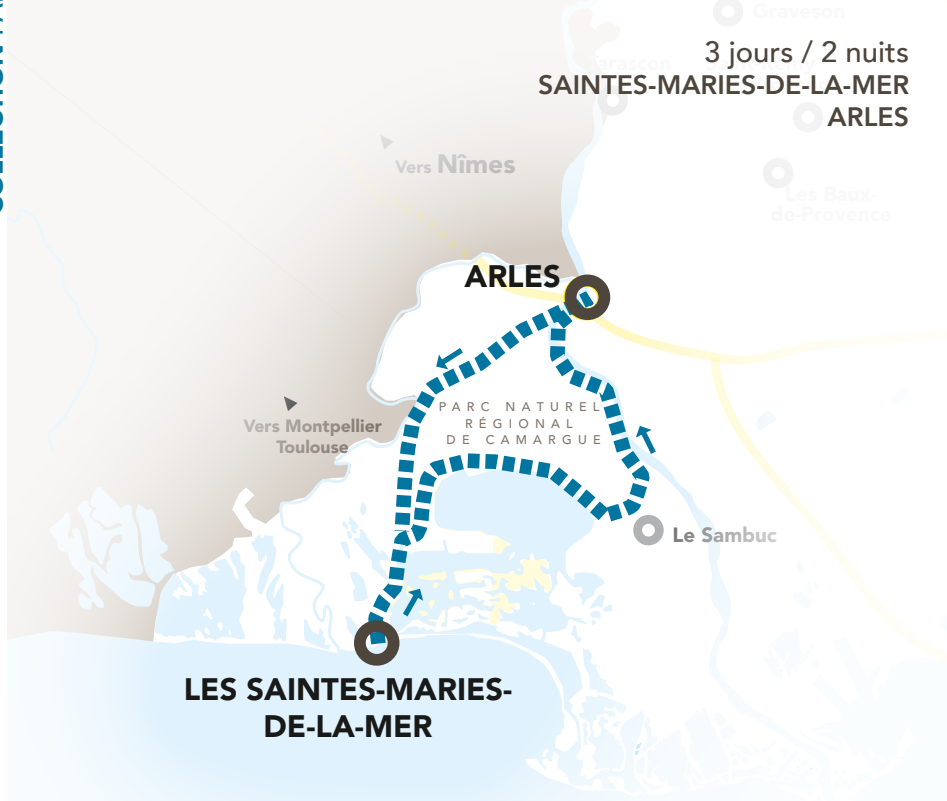 Graveson
3 jours / 2 nuits
SAINTES-MARIES-DE-LA-MER
ARLES
Vers Nîmes
Les Baux-
de-Provence
ARLES
PARC NATUREL
RÉGIONAL
DE CAMARGUE
Vers Montpellier
Toulouse
Le Sambuc
LES SAINTES-MARIES-
DE-LA-MER